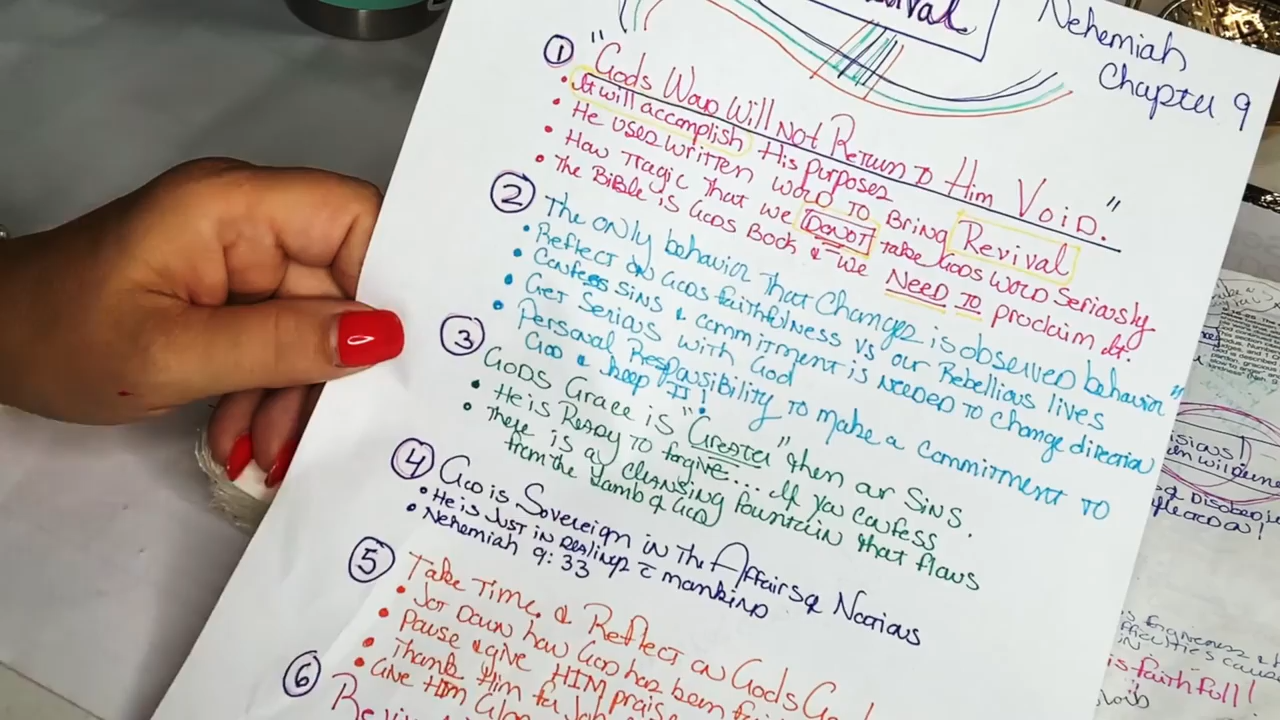 Revival
Nehemiah
Chapter 9
① "Gods Word Will Not Return To Him Void."
• It will accomplish His purposes
• He uses written word To Bring Revival
• How Tragic That we DO NOT take Gods Word Seriously
• The Bible is Gods Book & we NEED TO proclaim it.
② The only behavior That Changes is observed behavior"
• Reflect on Gods faithfulness vs our Rebellious lives
• Confess sins & commitment is needed to change direction
• Get Serious with God
• Personal Responsibility to make a commitment to
God & keep it!
③ Gods Grace is "Greater" then our Sins.
• He is Ready to forgive... if you confess
• There is a cleansing fountain that flows
from the Lamb of God
④ God is Sovereign in the Affairs of Nations
• He is Just in dealings c̄ mankind
• Nehemiah 9:33
⑤ Take Time & Reflect on Gods
• Jot Down how God has been
• Pause & give HIM praise
• Thank Him for
• Give Him
⑥
is faithfull!